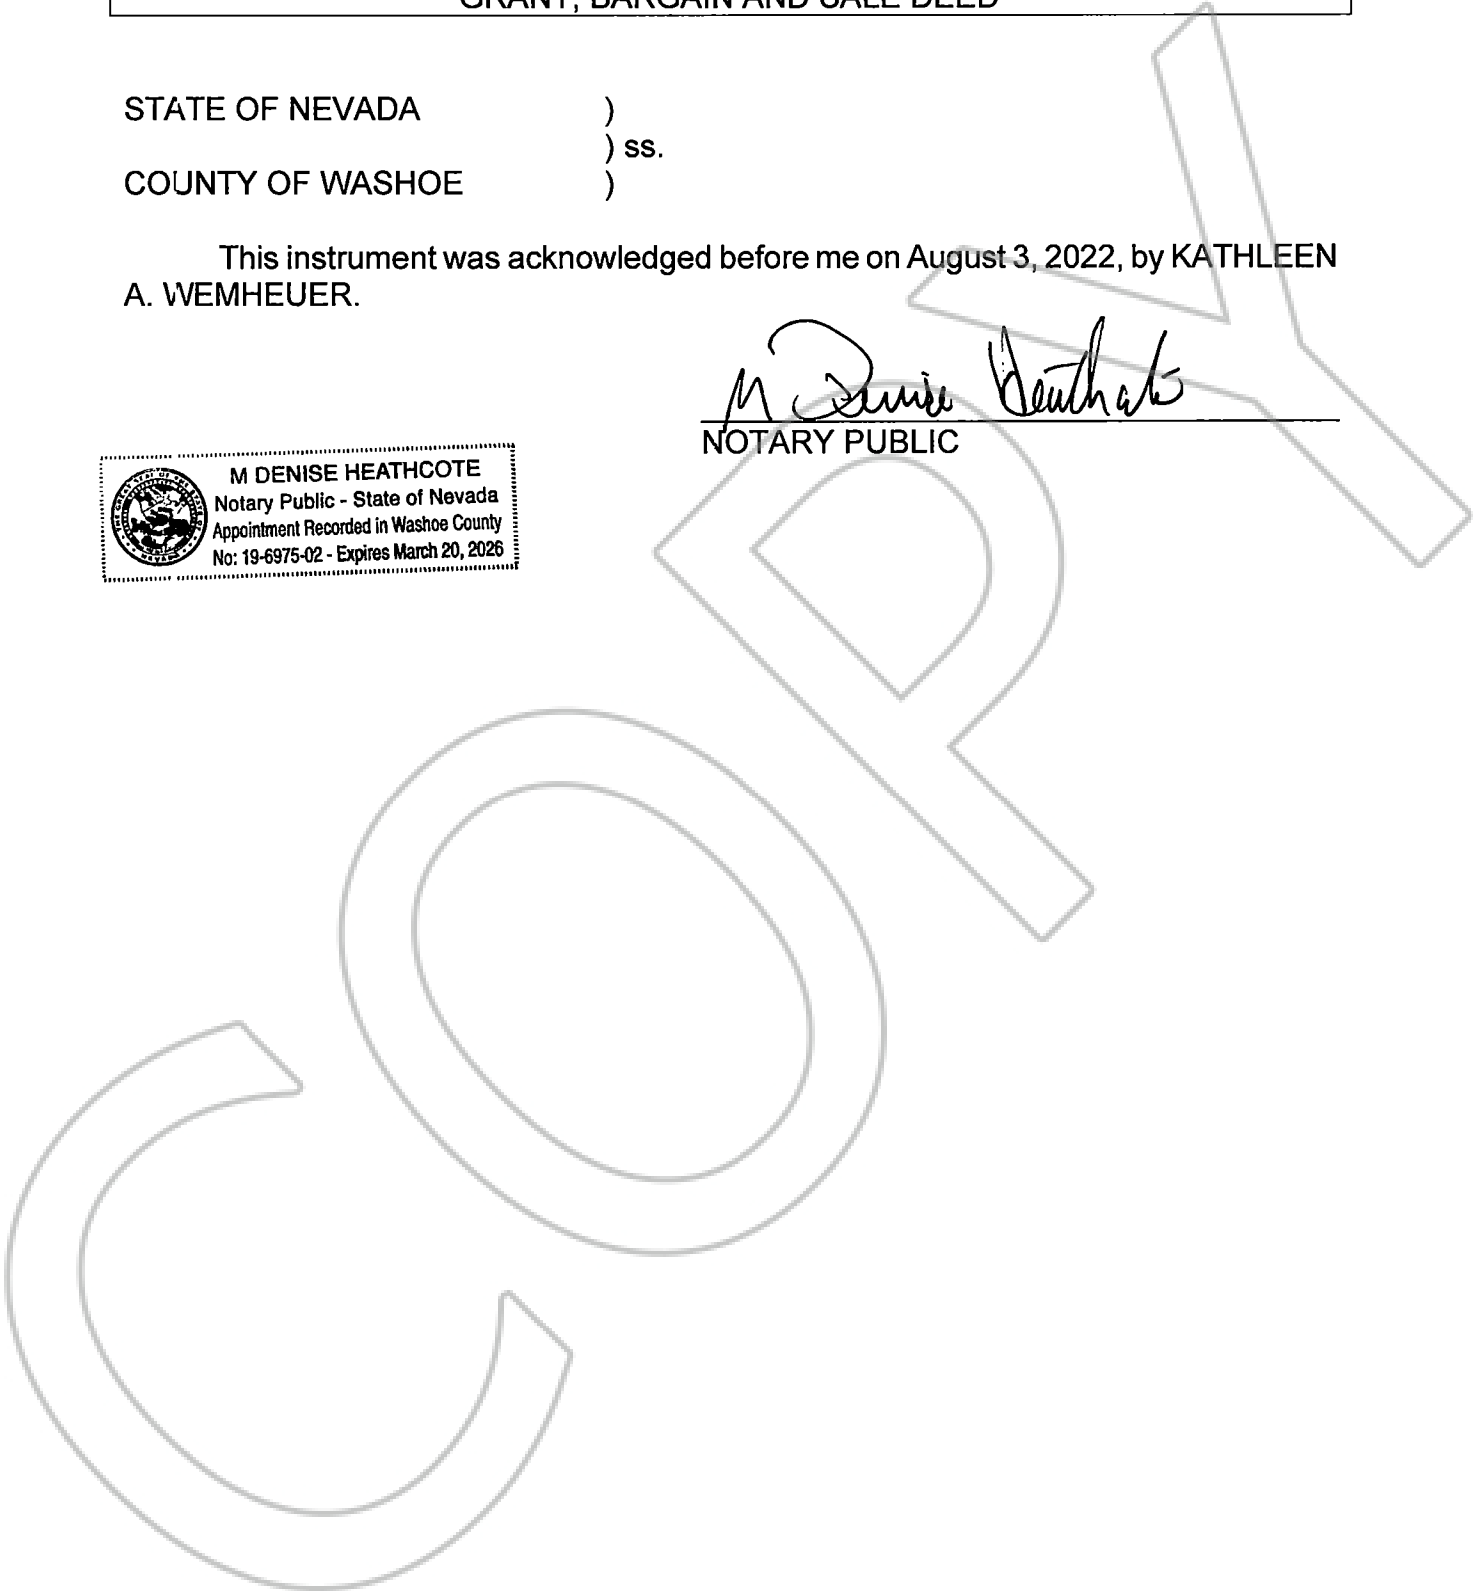 GRANT, BARGAIN AND SALE DEED
STATE OF NEVADA )
) ss.
COUNTY OF WASHOE )
This instrument was acknowledged before me on August 3, 2022, by KATHLEEN
A. WEMHEUER.
M Denise Heathcote
NOTARY PUBLIC
M DENISE HEATHCOTE
Notary Public - State of Nevada
Appointment Recorded in Washoe County
No: 19-6975-02 - Expires March 20, 2026
COPY